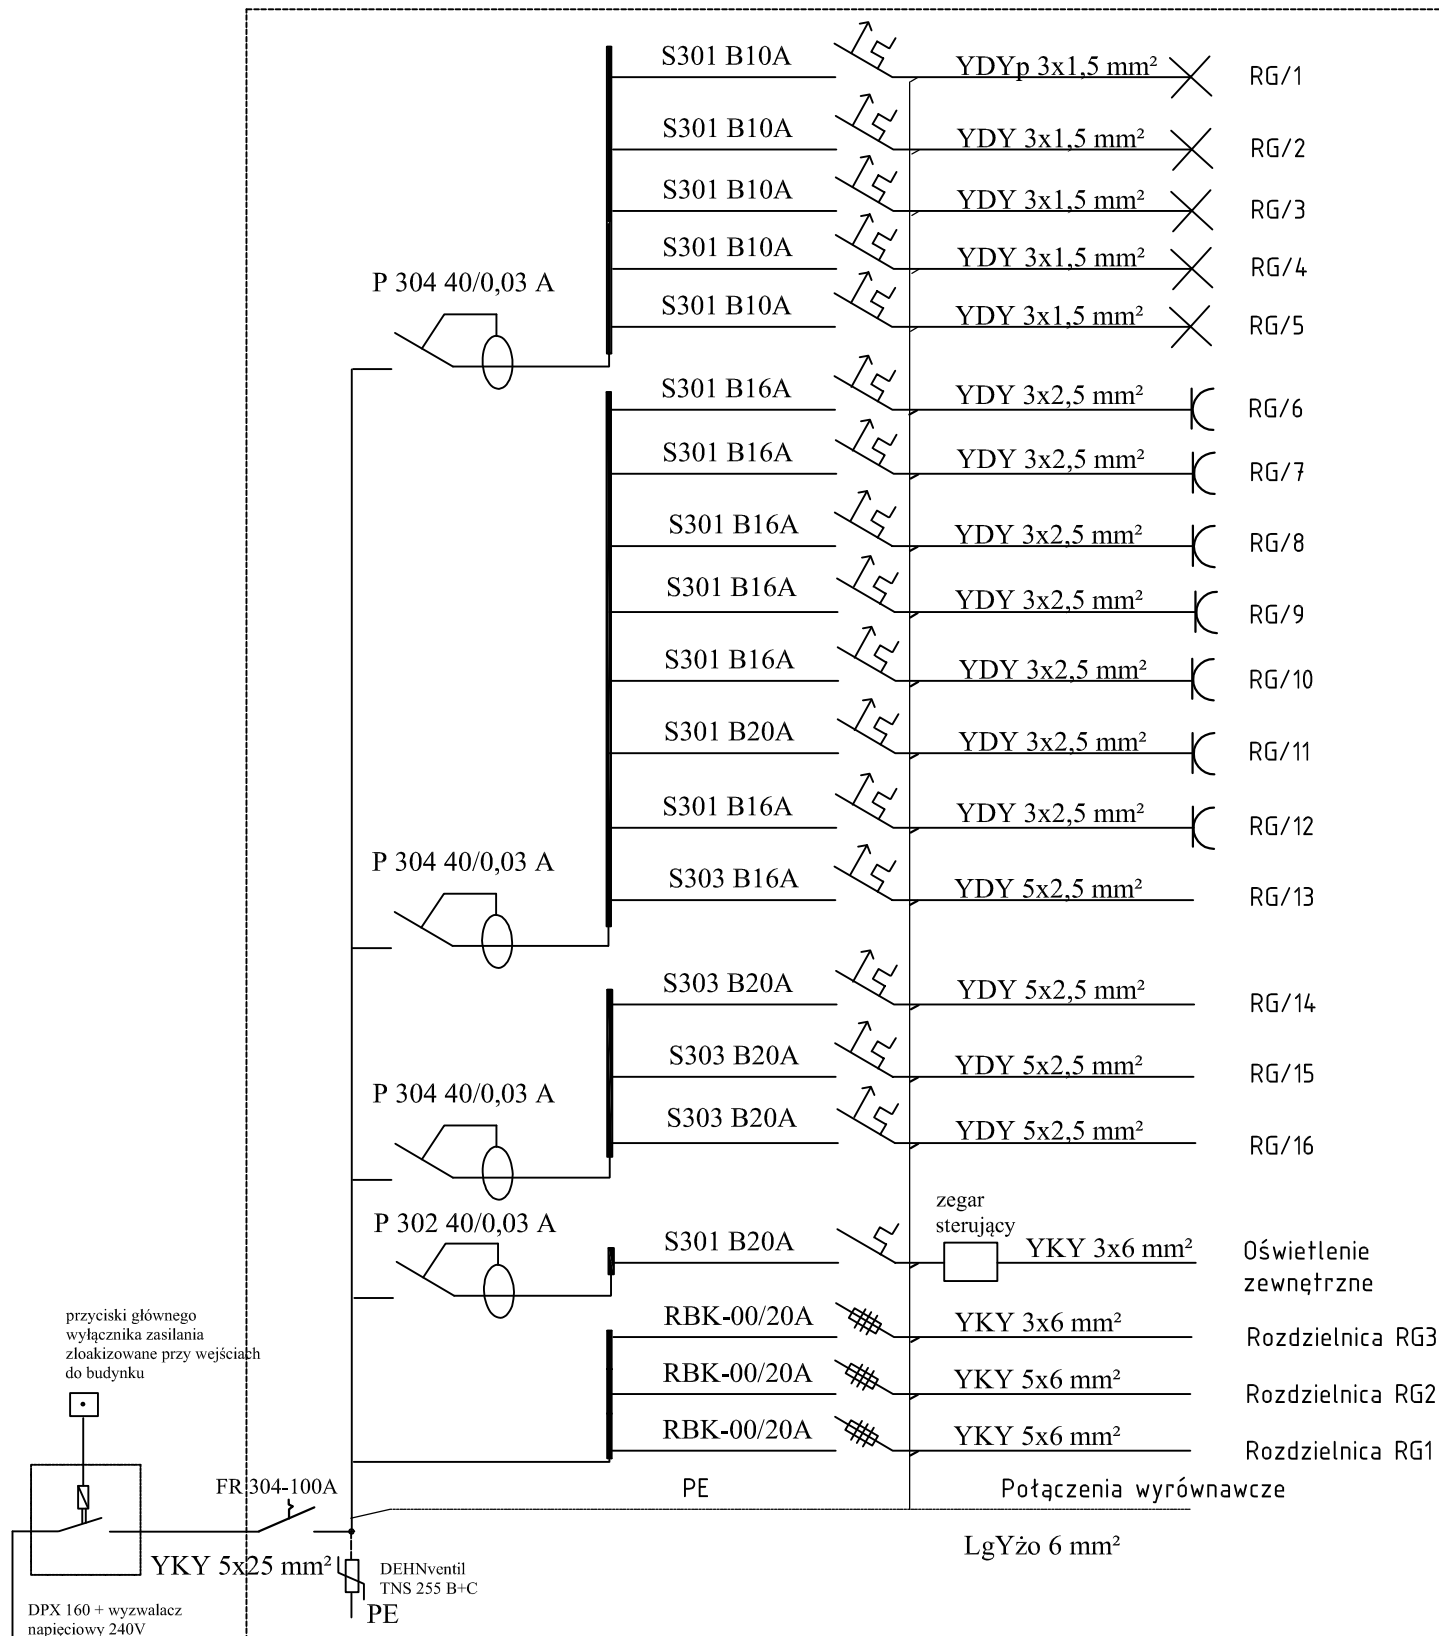 S301 B10A YDYp 3x1,5 mm² RG/1
S301 B10A YDY 3x1,5 mm² RG/2
S301 B10A YDY 3x1,5 mm² RG/3
S301 B10A YDY 3x1,5 mm² RG/4
P 304 40/0,03 A
S301 B10A YDY 3x1,5 mm² RG/5
S301 B16A YDY 3x2,5 mm² RG/6
S301 B16A YDY 3x2,5 mm² RG/7
S301 B16A YDY 3x2,5 mm² RG/8
S301 B16A YDY 3x2,5 mm² RG/9
S301 B16A YDY 3x2,5 mm² RG/10
S301 B20A YDY 3x2,5 mm² RG/11
S301 B16A YDY 3x2,5 mm² RG/12
P 304 40/0,03 A
S303 B16A YDY 5x2,5 mm² RG/13
S303 B20A YDY 5x2,5 mm² RG/14
S303 B20A YDY 5x2,5 mm² RG/15
P 304 40/0,03 A
S303 B20A YDY 5x2,5 mm² RG/16
P 302 40/0,03 A
zegar
sterujący
S301 B20A YKY 3x6 mm² Oświetlenie
zewnętrzne
RBK-00/20A YKY 3x6 mm² Rozdzielnica RG3
RBK-00/20A YKY 5x6 mm² Rozdzielnica RG2
RBK-00/20A YKY 5x6 mm² Rozdzielnica RG1
przyciski głównego
wyłącznika zasilania
zloakizowane przy wejściach
do budynku
FR 304-100A
PE Połączenia wyrównawcze
LgYżo 6 mm²
YKY 5x25 mm²
DEHNventil
TNS 255 B+C
PE
DPX 160 + wyzwalacz
napięciowy 240V